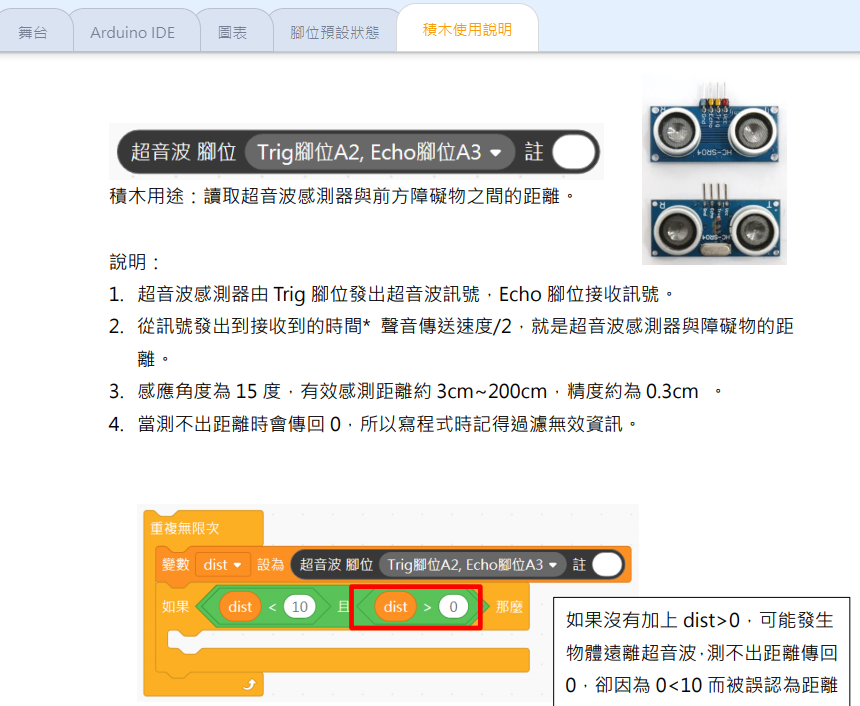 舞台 Arduino IDE 圖表 腳位預設狀態 積木使用說明
超音波 腳位 Trig腳位A2, Echo腳位A3 註
積木用途：讀取超音波感測器與前方障礙物之間的距離。
說明：
1. 超音波感測器由 Trig 腳位發出超音波訊號，Echo 腳位接收訊號。
2. 從訊號發出到接收到的時間* 聲音傳送速度/2，就是超音波感測器與障礙物的距
離。
3. 感應角度為 15 度，有效感測距離約 3cm~200cm，精度約為 0.3cm 。
4. 當測不出距離時會傳回 0，所以寫程式時記得過濾無效資訊。
重複無限次
變數 dist 設為 超音波 腳位 Trig腳位A2, Echo腳位A3 註
如果 dist < 10 且 dist > 0 那麼
如果沒有加上 dist>0，可能發生
物體遠離超音波，測不出距離傳回
0，卻因為 0<10 而被誤認為距離
HC-SR04
HC-SR04